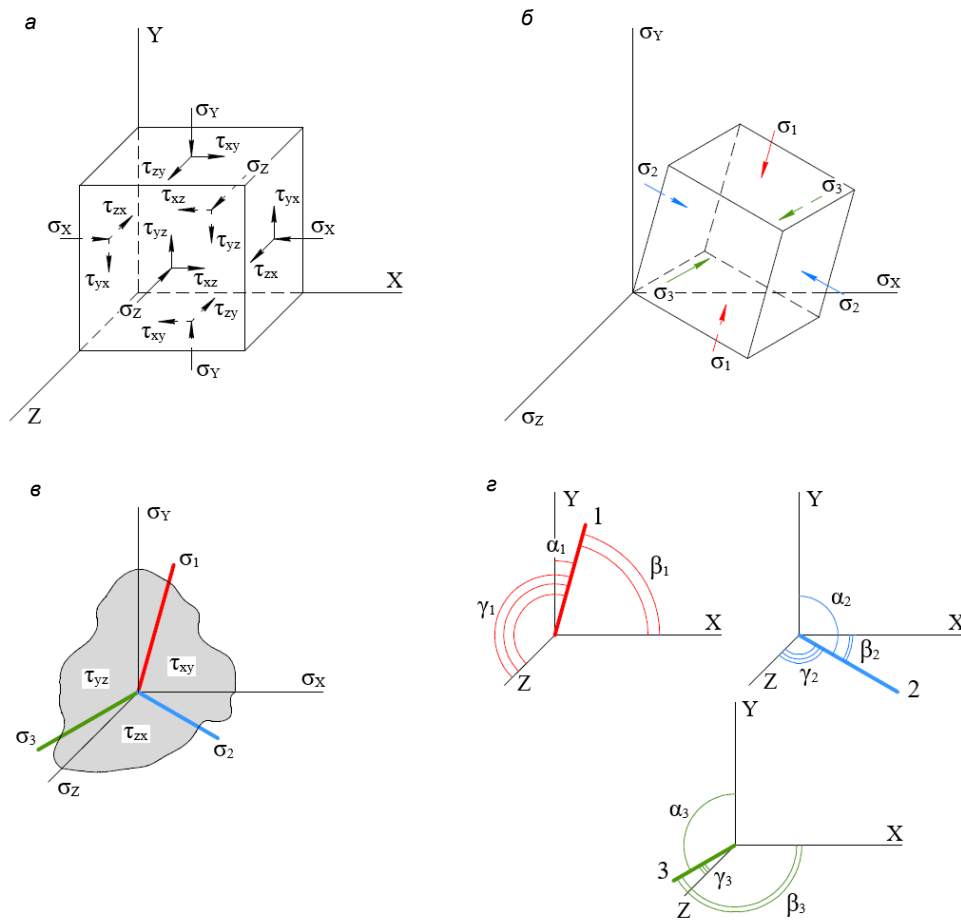 а
Y
σY
τxy
τzy
σZ
τxz
τzx
τyx
σX
τyz
τyz
σX
τyx
τxz
τzx
X
σZ
τzy
τxy
σY
Z
б
σY
σ1
σ2
σ3
σX
σ3
σ2
σ1
σZ
в
σY
σ1
τyz
τxy
σX
τzx
σ3
σ2
σZ
г
Y
1
α1
β1
γ1
X
Z
Y
α2
X
β2
γ2
Z
2
Y
α3
X
3
γ3
Z
β3